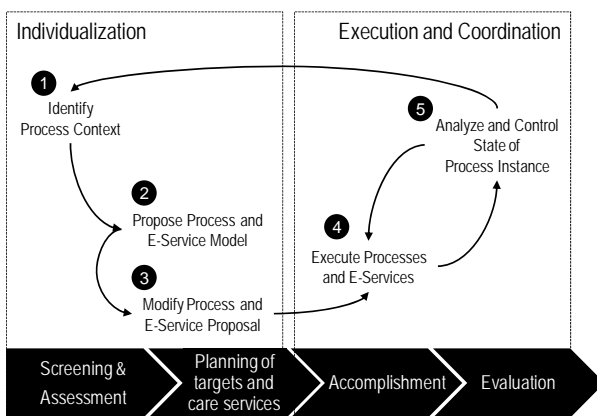 Individualization
Execution and Coordination
1
Identify
Process Context
2
Propose Process and
E-Service Model
3
Modify Process and
E-Service Proposal
4
Execute Processes
and E-Services
5
Analyze and Control
State of
Process Instance
Screening &
Assessment
Planning of
targets and
care services
Accomplishment
Evaluation